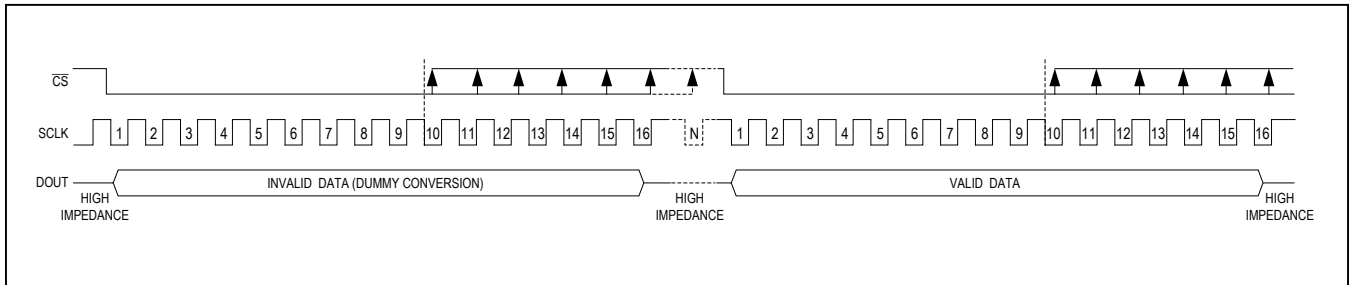 CS
SCLK 1 2 3 4 5 6 7 8 9 10 11 12 13 14 15 16 N 1 2 3 4 5 6 7 8 9 10 11 12 13 14 15 16
DOUT INVALID DATA (DUMMY CONVERSION) VALID DATA
HIGH HIGH HIGH
IMPEDANCE IMPEDANCE IMPEDANCE